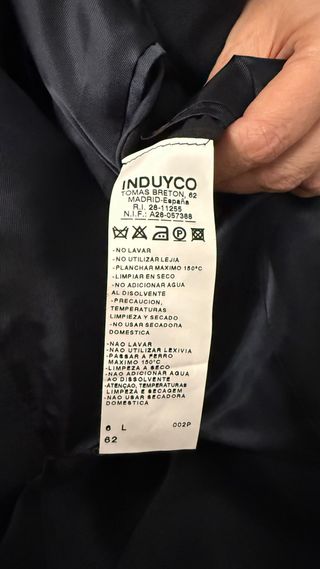 INDUYCO
TOMAS BRETON, 62
MADRID-España
R.I. 28-11255
N.I.F.: A28-057388
-NO LAVAR
-NO UTILIZAR LEJIA
-PLANCHAR MAXIMO 150°C
-LIMPIAR EN SECO
-NO ADICIONAR AGUA
AL DISOLVENTE
-PRECAUCION,
TEMPERATURAS
LIMPIEZA Y SECADO
-NO USAR SECADORA
DOMESTICA
-NÃO LAVAR
-NÃO UTILIZAR LEXIVIA
-PASSAR A FERRO
MAXIMO 150°C
-LIMPEZA A SECO
-NÃO ADICIONAR AGUA
AO DISSOLVENTE
-ATENÇAO, TEMPERATURAS
LIMPEZA E SECAGEM
-NÃO USAR SECADORA
DOMESTICA
6 L 002P
62